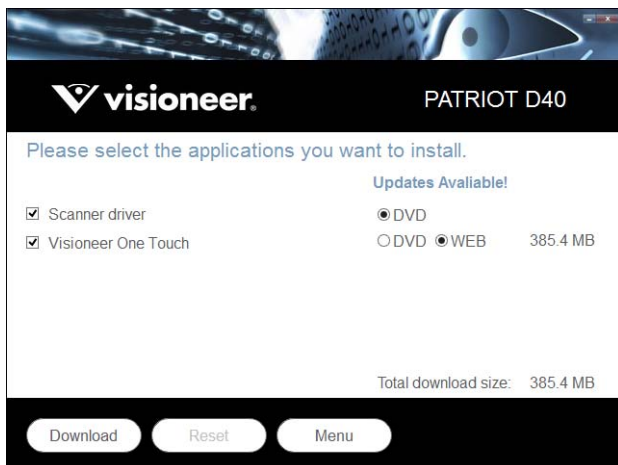 visioneer.
PATRIOT D40
Please select the applications you want to install.
Updates Avaliable!
Scanner driver DVD
Visioneer One Touch DVD WEB 385.4 MB
Total download size: 385.4 MB
Download Reset Menu